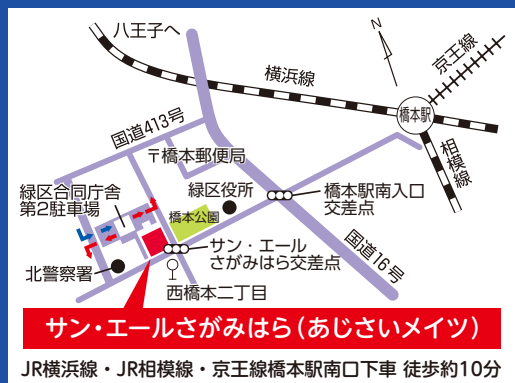 八王子へ
N
横浜線
京王線
橋本駅
相模線
国道413号
〒橋本郵便局
緑区合同庁舎
第2駐車場
緑区役所
橋本公園
橋本駅南入口
交差点
サン・エール
さがみはら交差点
国道16号
北警察署
西橋本二丁目
サン・エールさがみはら(あじさいメイツ)
JR横浜線・JR相模線・京王線橋本駅南口下車 徒歩約10分